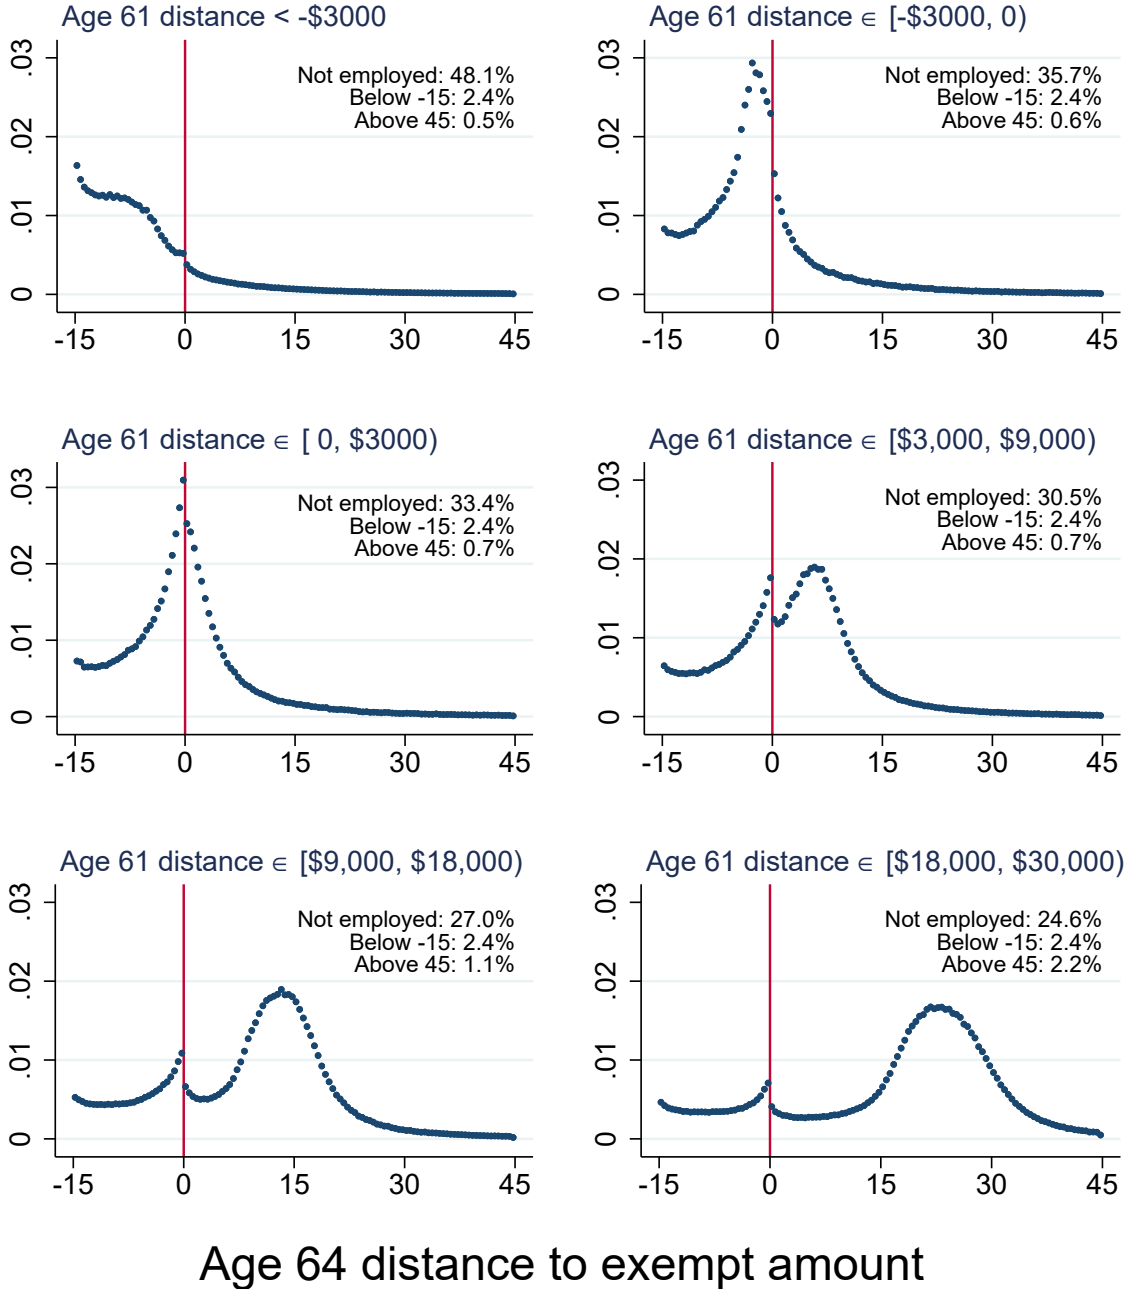 Age 61 distance < -$3000
.03
.02
.01
0
Not employed: 48.1%
Below -15: 2.4%
Above 45: 0.5%
-15 0 15 30 45
Age 61 distance ∈ [-$3000, 0)
.03
.02
.01
0
Not employed: 35.7%
Below -15: 2.4%
Above 45: 0.6%
-15 0 15 30 45
Age 61 distance ∈ [ 0, $3000)
.03
.02
.01
0
Not employed: 33.4%
Below -15: 2.4%
Above 45: 0.7%
-15 0 15 30 45
Age 61 distance ∈ [$3,000, $9,000)
.03
.02
.01
0
Not employed: 30.5%
Below -15: 2.4%
Above 45: 0.7%
-15 0 15 30 45
Age 61 distance ∈ [$9,000, $18,000)
.03
.02
.01
0
Not employed: 27.0%
Below -15: 2.4%
Above 45: 1.1%
-15 0 15 30 45
Age 61 distance ∈ [$18,000, $30,000)
.03
.02
.01
0
Not employed: 24.6%
Below -15: 2.4%
Above 45: 2.2%
-15 0 15 30 45
Age 64 distance to exempt amount